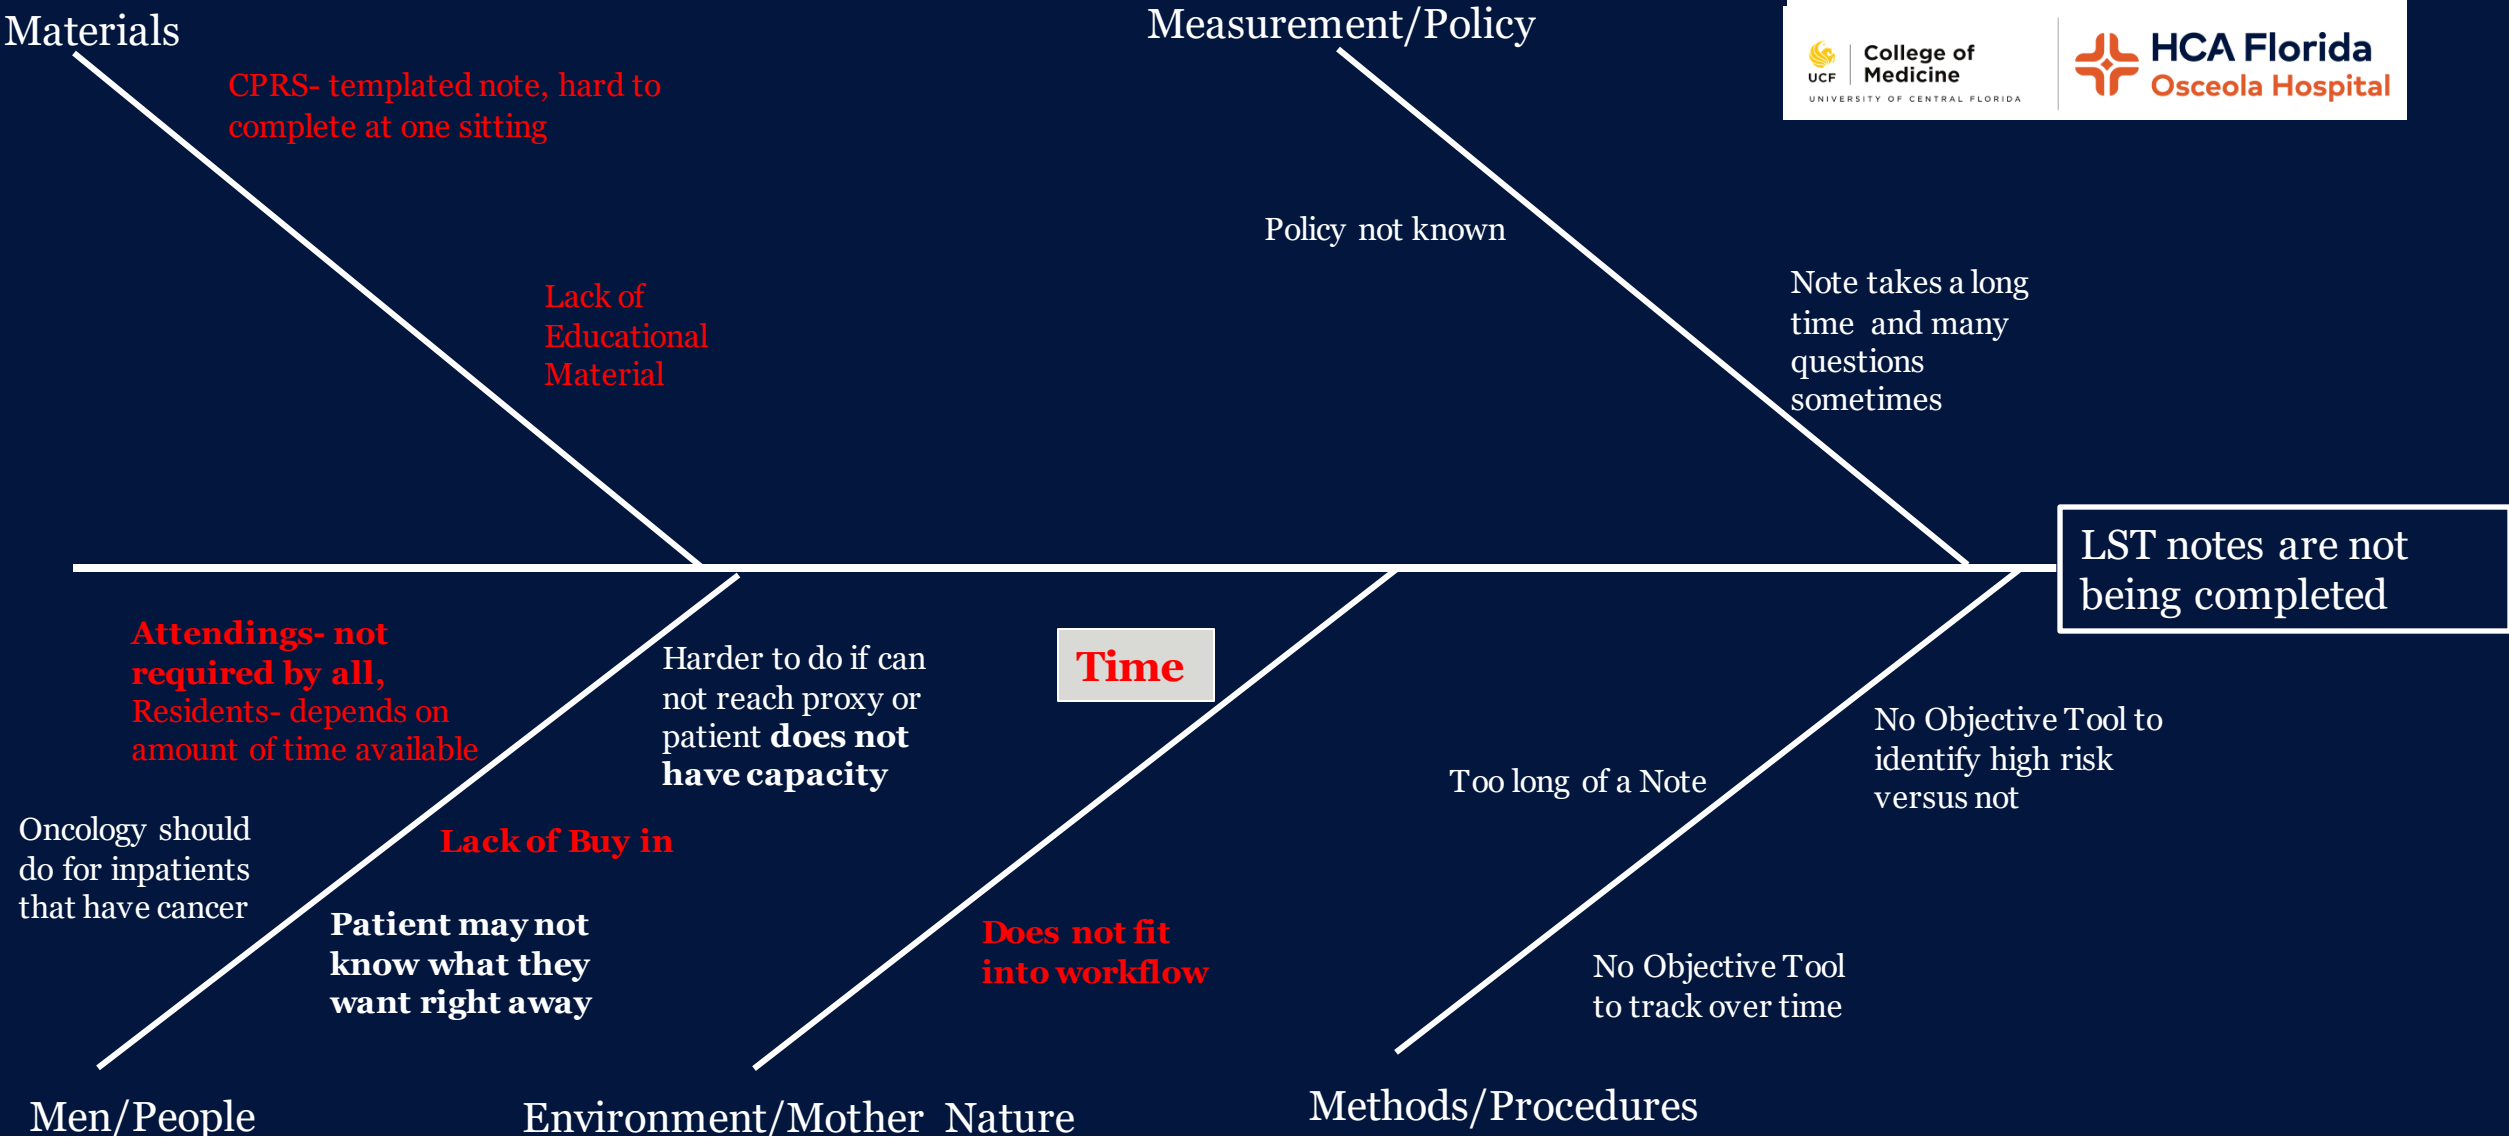 Materials
Measurement/Policy
UCF
College of
Medicine
UNIVERSITY OF CENTRAL FLORIDA
HCA Florida
Osceola Hospital
CPRS- templated note, hard to
complete at one sitting
Lack of
Educational
Material
Policy not known
Note takes a long
time and many
questions
sometimes
LST notes are not
being completed
Attendings- not
required by all,
Residents- depends on
amount of time available
Oncology should
do for inpatients
that have cancer
Lack of Buy in
Patient may not
know what they
want right away
Harder to do if can
not reach proxy or
patient does not
have capacity
Time
Does not fit
into workflow
Too long of a Note
No Objective Tool to
identify high risk
versus not
No Objective Tool
to track over time
Men/People
Environment/Mother Nature
Methods/Procedures